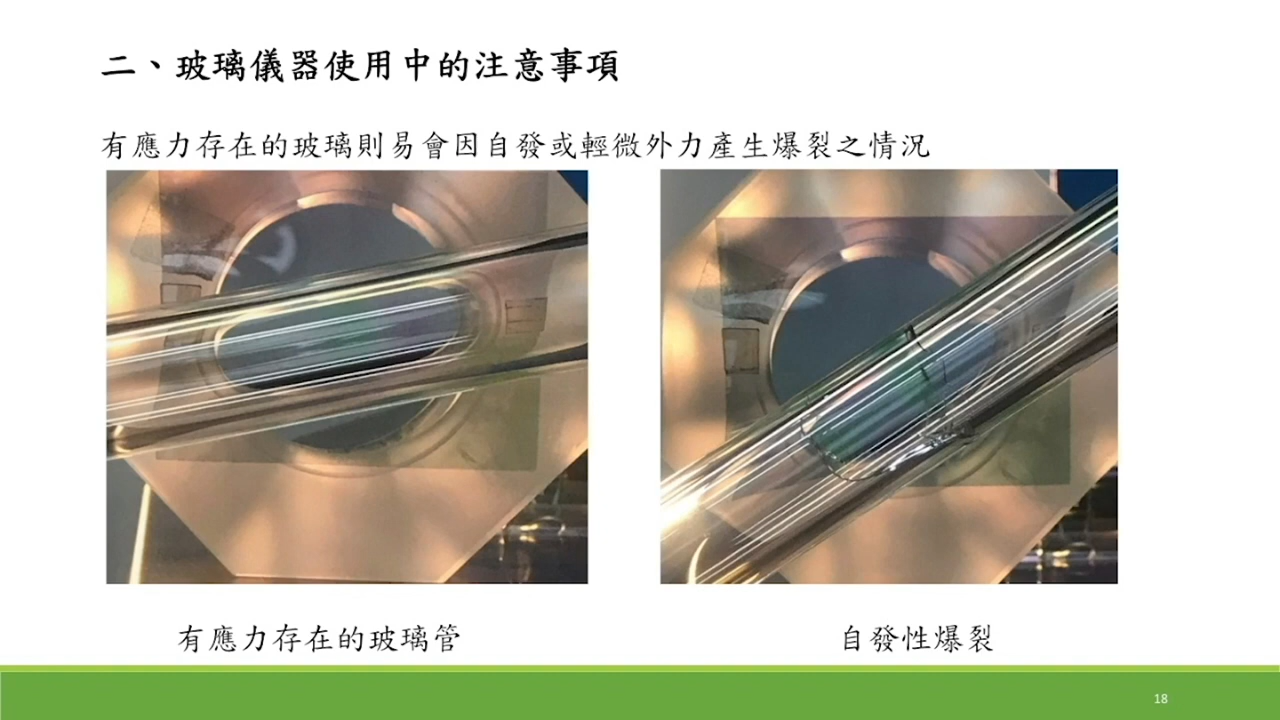 二、玻璃儀器使用中的注意事項
有應力存在的玻璃則易會因自發或輕微外力產生爆裂之情況
有應力存在的玻璃管
自發性爆裂
18